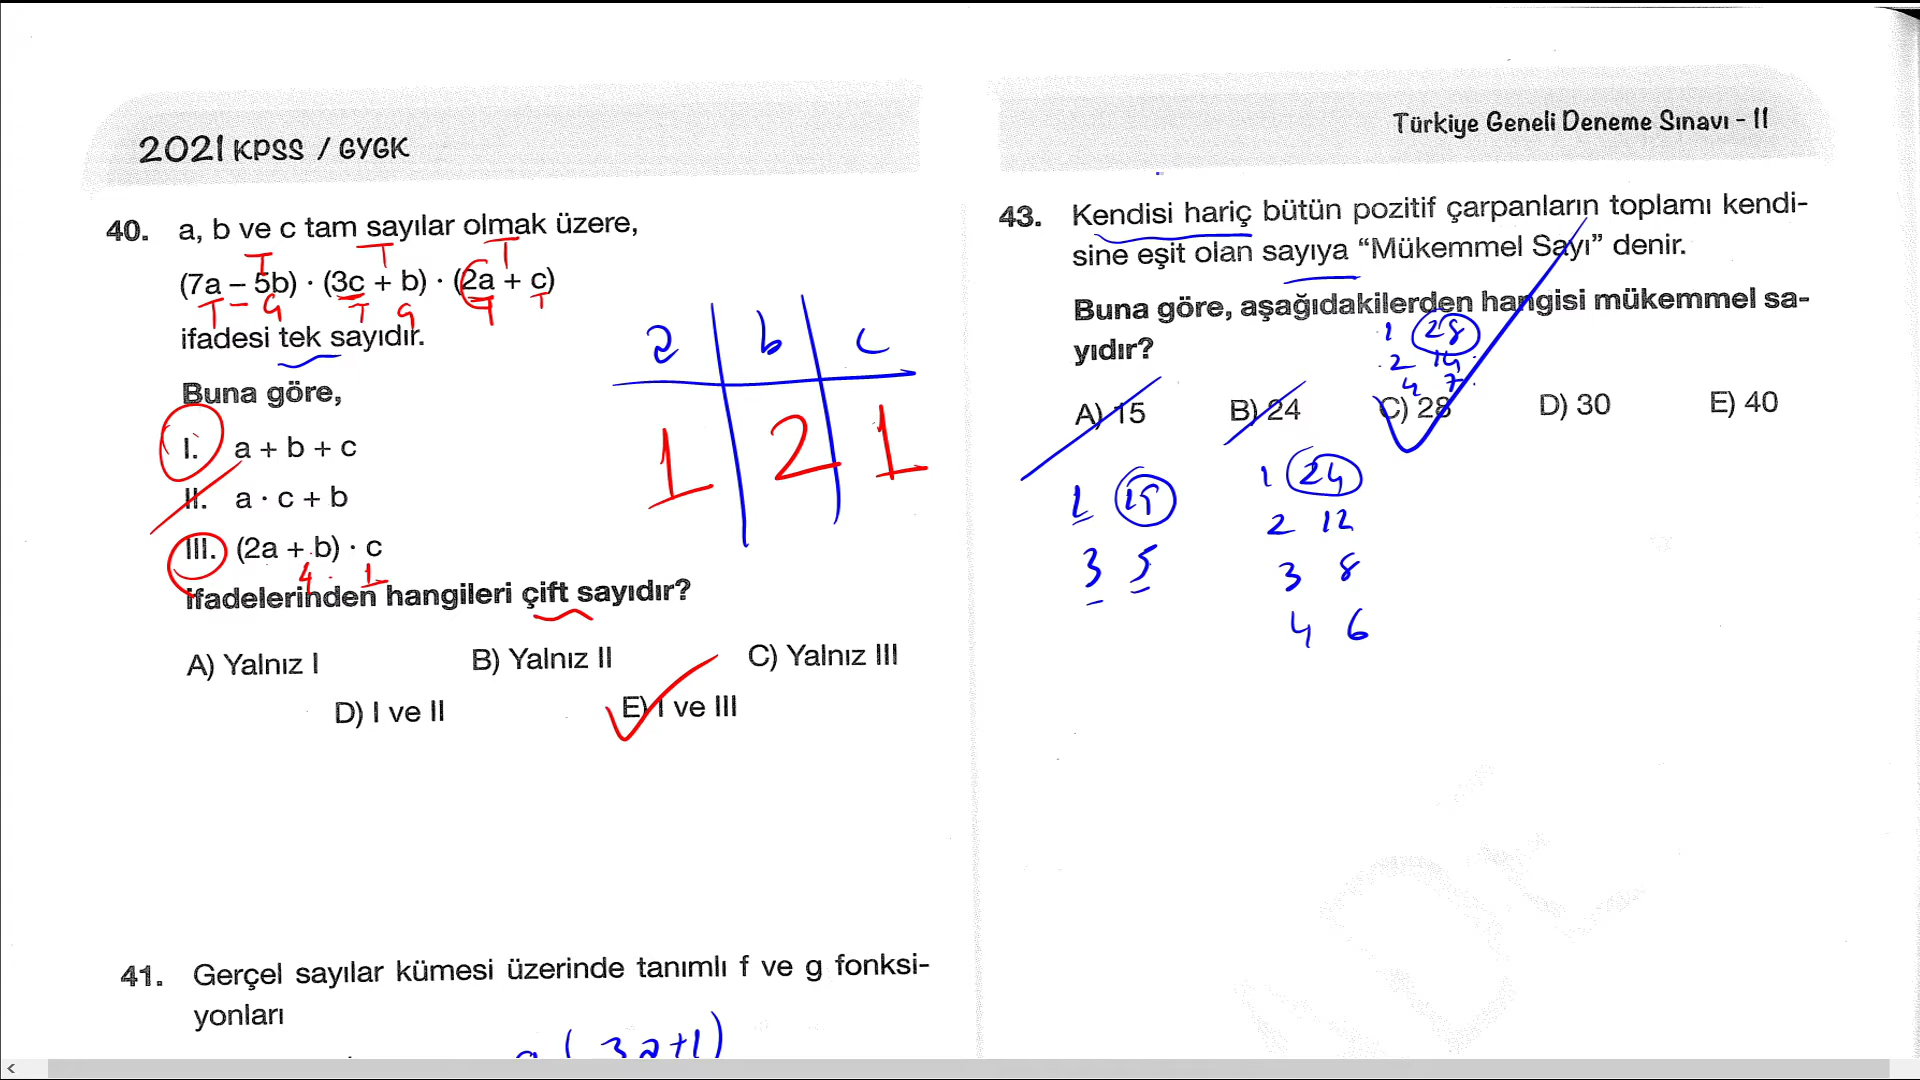 2021 KPSS / GYGK
Türkiye Geneli Deneme Sınavı - II
40. a, b ve c tam sayılar olmak üzere,
T T T
(7a – 5b) · (3c + b) · (2a + c)
T – Ç T Ç Ç T
ifadesi tek sayıdır.
Buna göre,
I. a + b + c
II. a · c + b
III. (2a + b) · c
4 · 1
ifadelerinden hangileri çift sayıdır?
A) Yalnız I B) Yalnız II C) Yalnız III
D) I ve II E) I ve III
a b c
1 2 1
41. Gerçel sayılar kümesi üzerinde tanımlı f ve g fonksi-
yonları
(3a+1)
43. Kendisi hariç bütün pozitif çarpanların toplamı kendi-
sine eşit olan sayıya “Mükemmel Sayı” denir.
Buna göre, aşağıdakilerden hangisi mükemmel sa-
yıdır?
1 28
2 14
4 7
A) 15 B) 24 C) 28 D) 30 E) 40
1 15
3 5
1 24
2 12
3 8
4 6